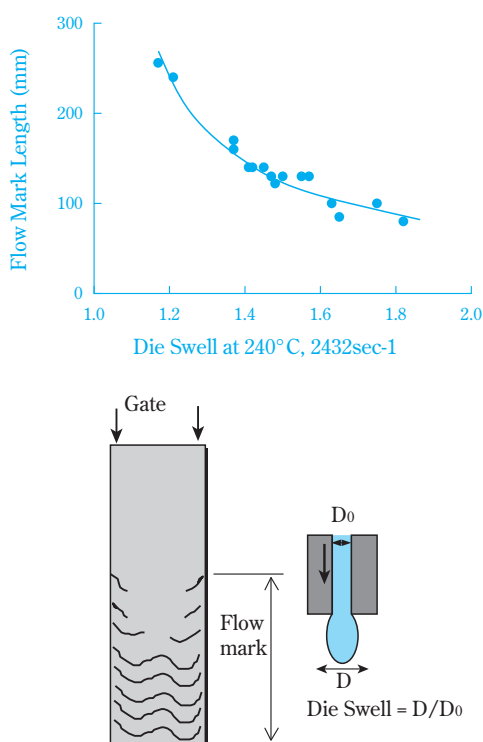 Flow Mark Length (mm)
300
200
100
0
1.0 1.2 1.4 1.6 1.8 2.0
Die Swell at 240°C, 2432sec-1
Gate
Flow
mark
D0
D
Die Swell = D/D0